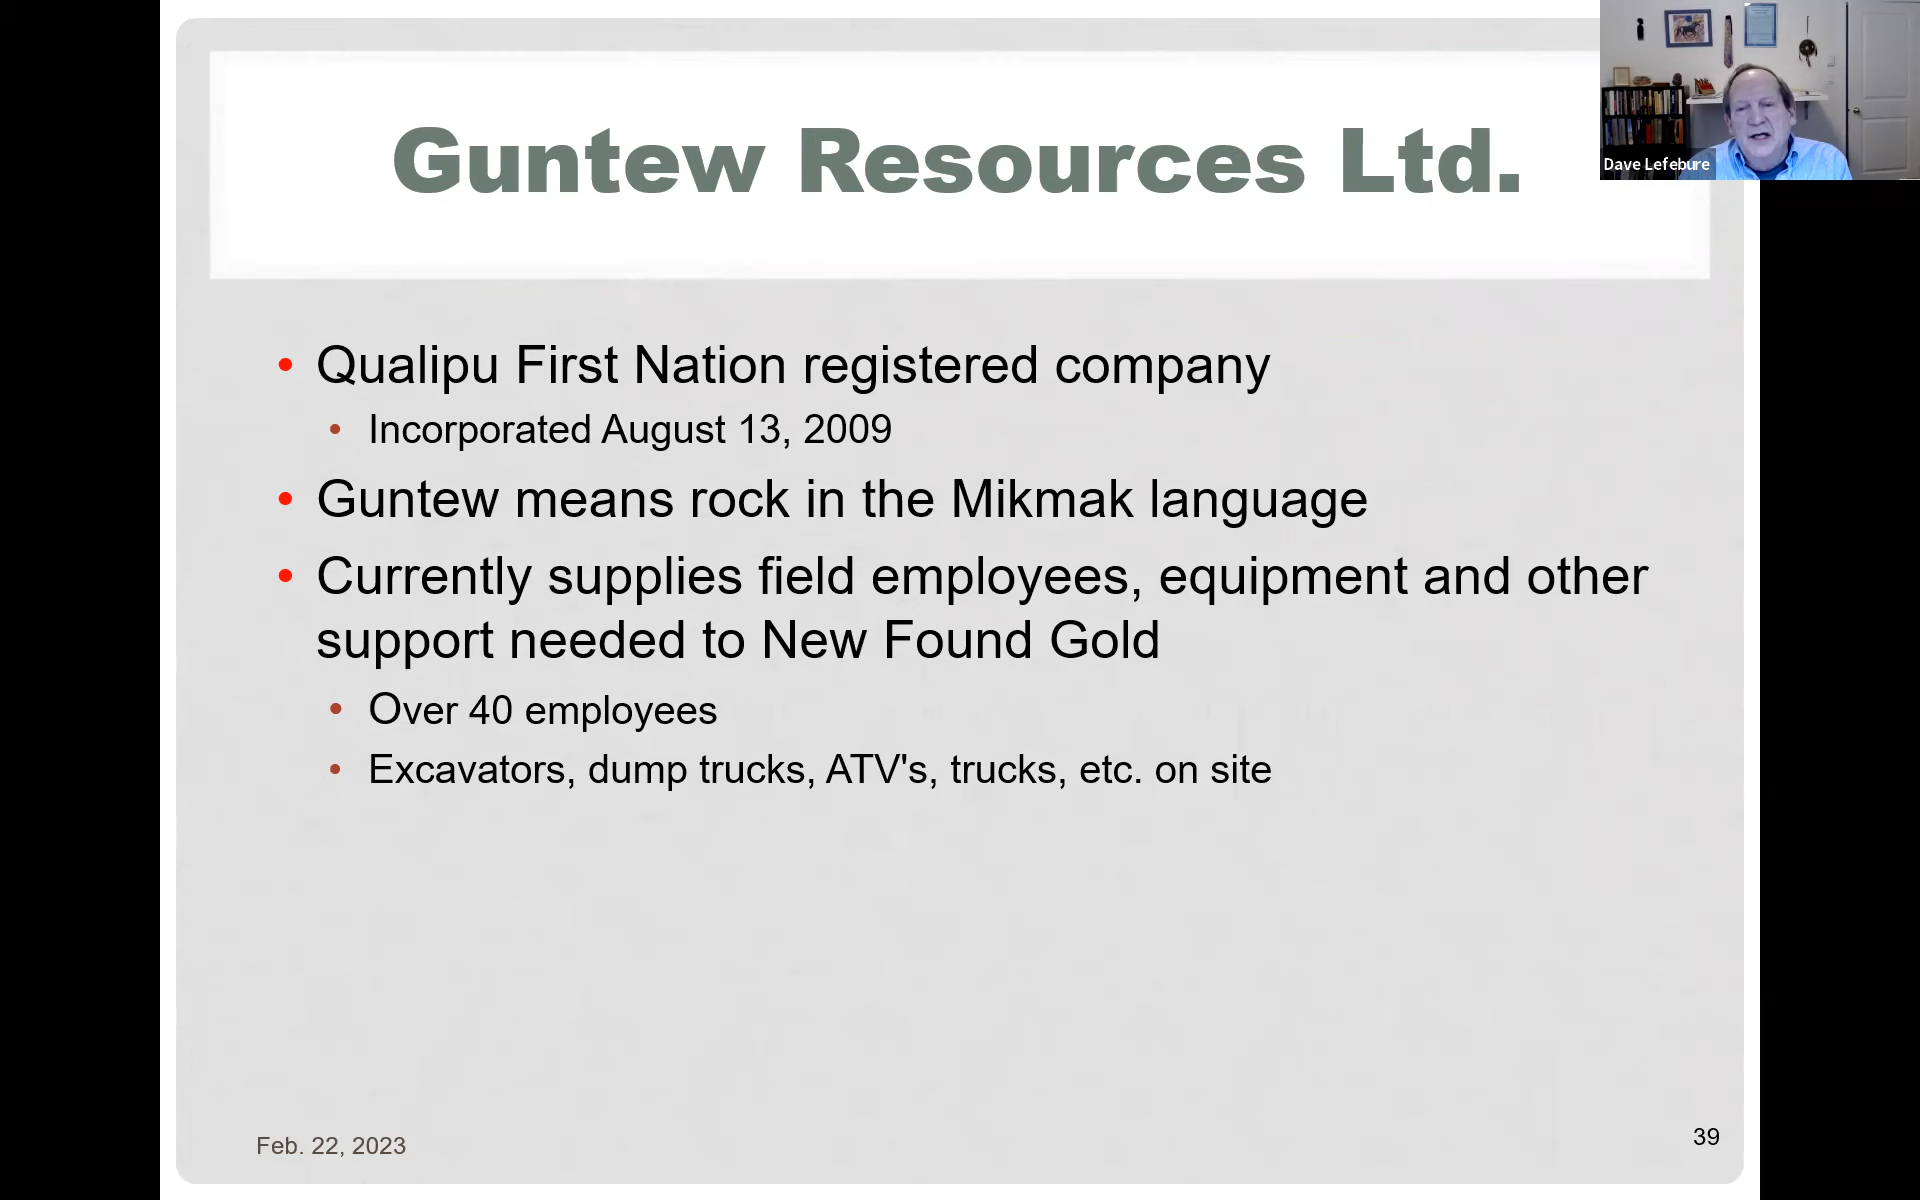 Guntew Resources Ltd.
Dave Lefebure
• Qualipu First Nation registered company
• Incorporated August 13, 2009
• Guntew means rock in the Mikmak language
• Currently supplies field employees, equipment and other
support needed to New Found Gold
• Over 40 employees
• Excavators, dump trucks, ATV's, trucks, etc. on site
Feb. 22, 2023
39